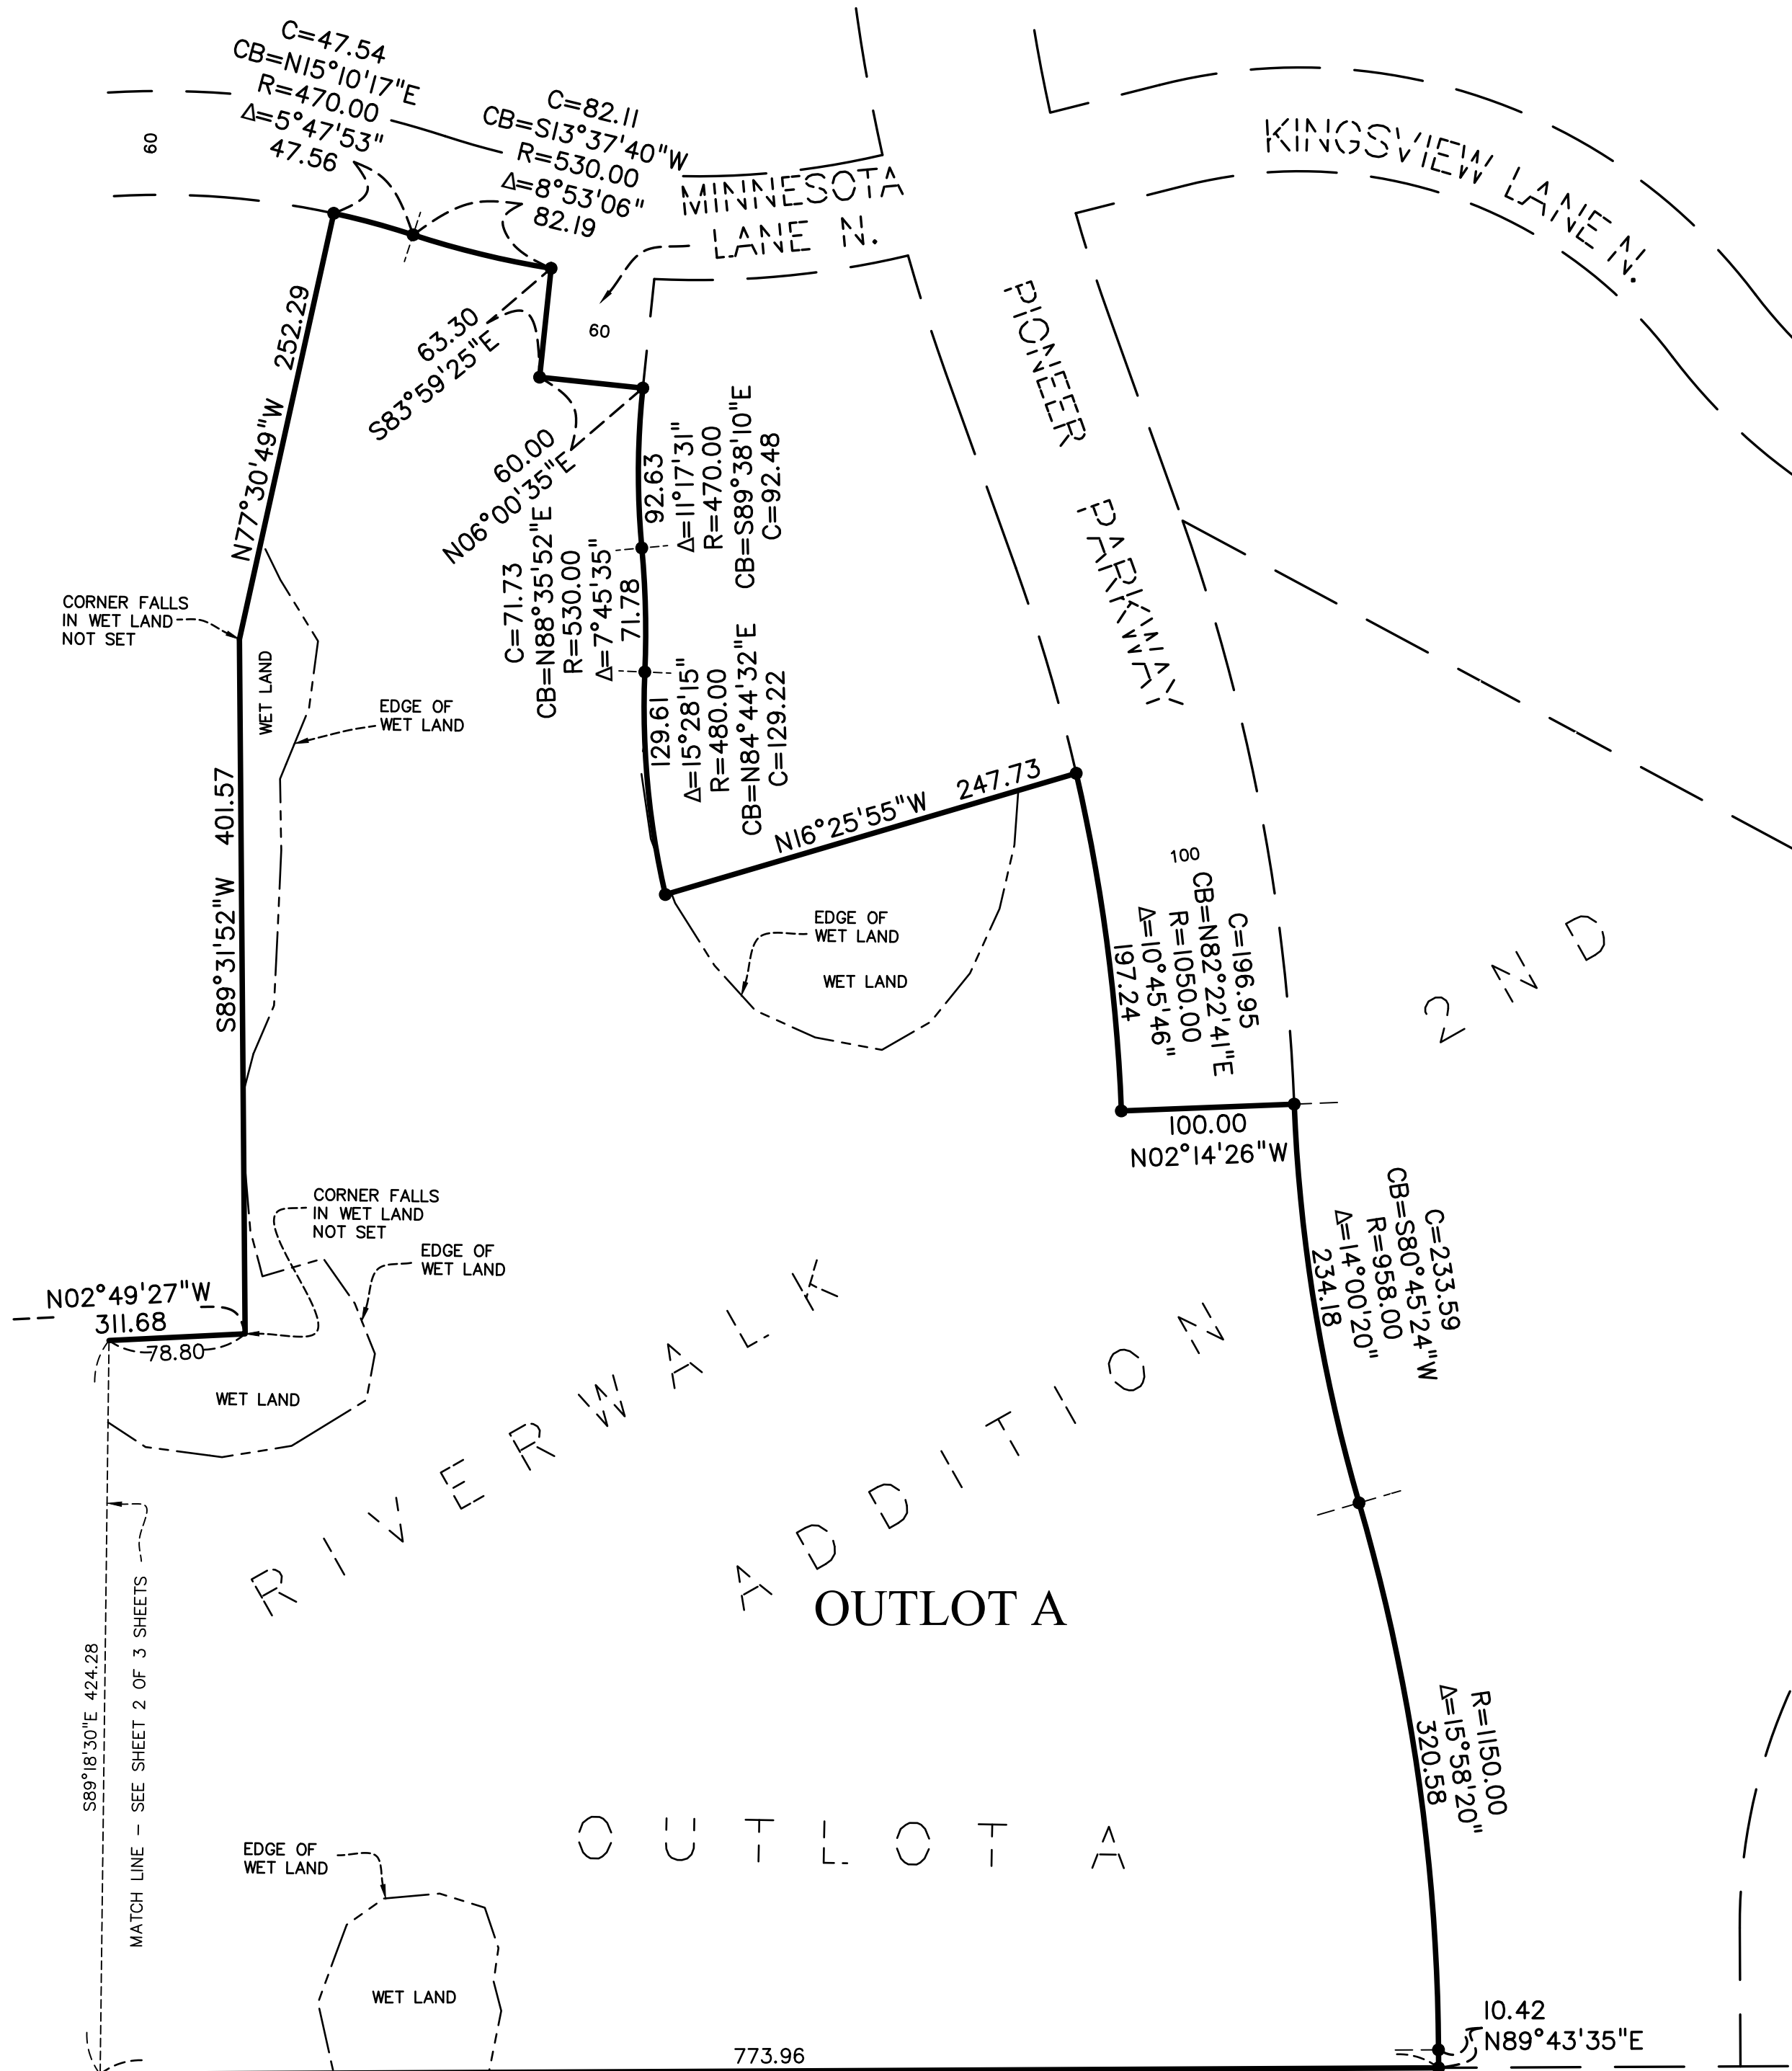 C=47.54
CB=N15°10'17"E
R=470.00
Δ=5°47'53"
47.56
C=82.11
CB=S13°37'40"W
R=530.00
Δ=8°53'06"
82.19
60
MINNESOTA
LANE N.
KINGSVIEW LANE N.
PIONEER PARKWAY
N77°30'49"W 252.29
63.30
S83°59'25"E
60
60.00
N06°00'35"E
92.63
Δ=11°17'31"
R=470.00
CB=S89°38'10"E
C=92.48
C=71.73
CB=N88°35'52"E
R=530.00
Δ=7°45'35"
71.78
129.61
Δ=15°28'15"
R=480.00
CB=N84°44'32"E
C=129.22
CORNER FALLS
IN WET LAND
NOT SET
WET LAND
EDGE OF
WET LAND
S89°31'52"W 401.57
N16°25'55"W 247.73
EDGE OF
WET LAND
WET LAND
100
C=196.95
CB=N82°22'41"E
R=1050.00
Δ=10°45'46"
197.24
100.00
N02°14'26"W
CORNER FALLS
IN WET LAND
NOT SET
EDGE OF
WET LAND
N02°49'27"W
311.68
78.80
WET LAND
C=233.59
CB=S80°45'24"W
R=958.00
Δ=14°00'20"
234.18
RIVERWALK 2ND
ADDITION
OUTLOT A
S89°18'30"E 424.28
MATCH LINE - SEE SHEET 2 OF 3 SHEETS
R=1150.00
Δ=15°58'20"
320.58
OUTLOT A
EDGE OF
WET LAND
WET LAND
773.96
10.42
N89°43'35"E